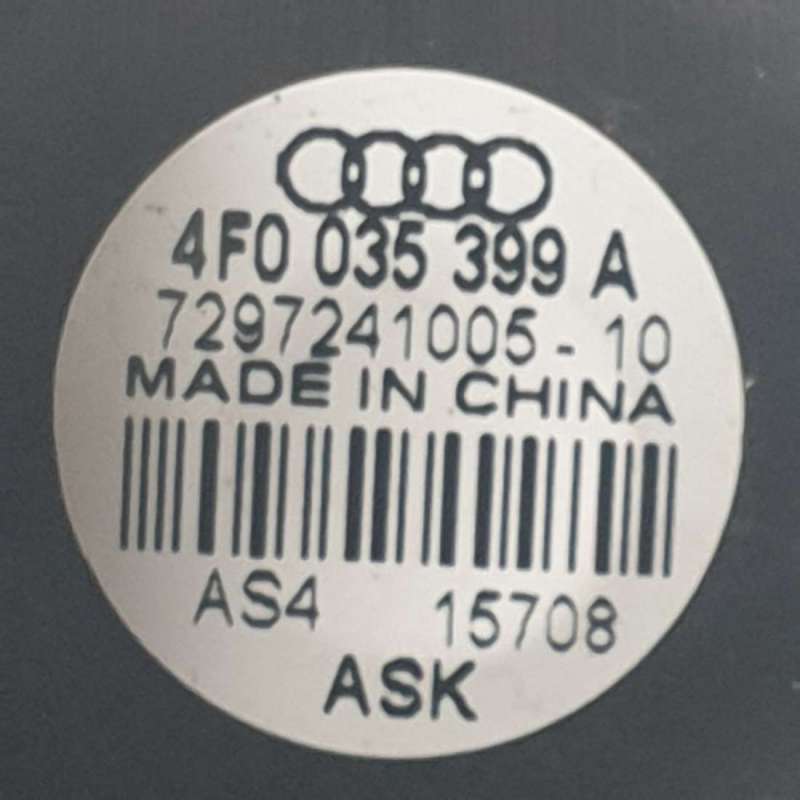 4F0 035 399 A
7297241005 - 10
MADE IN CHINA
AS4 15708
ASK